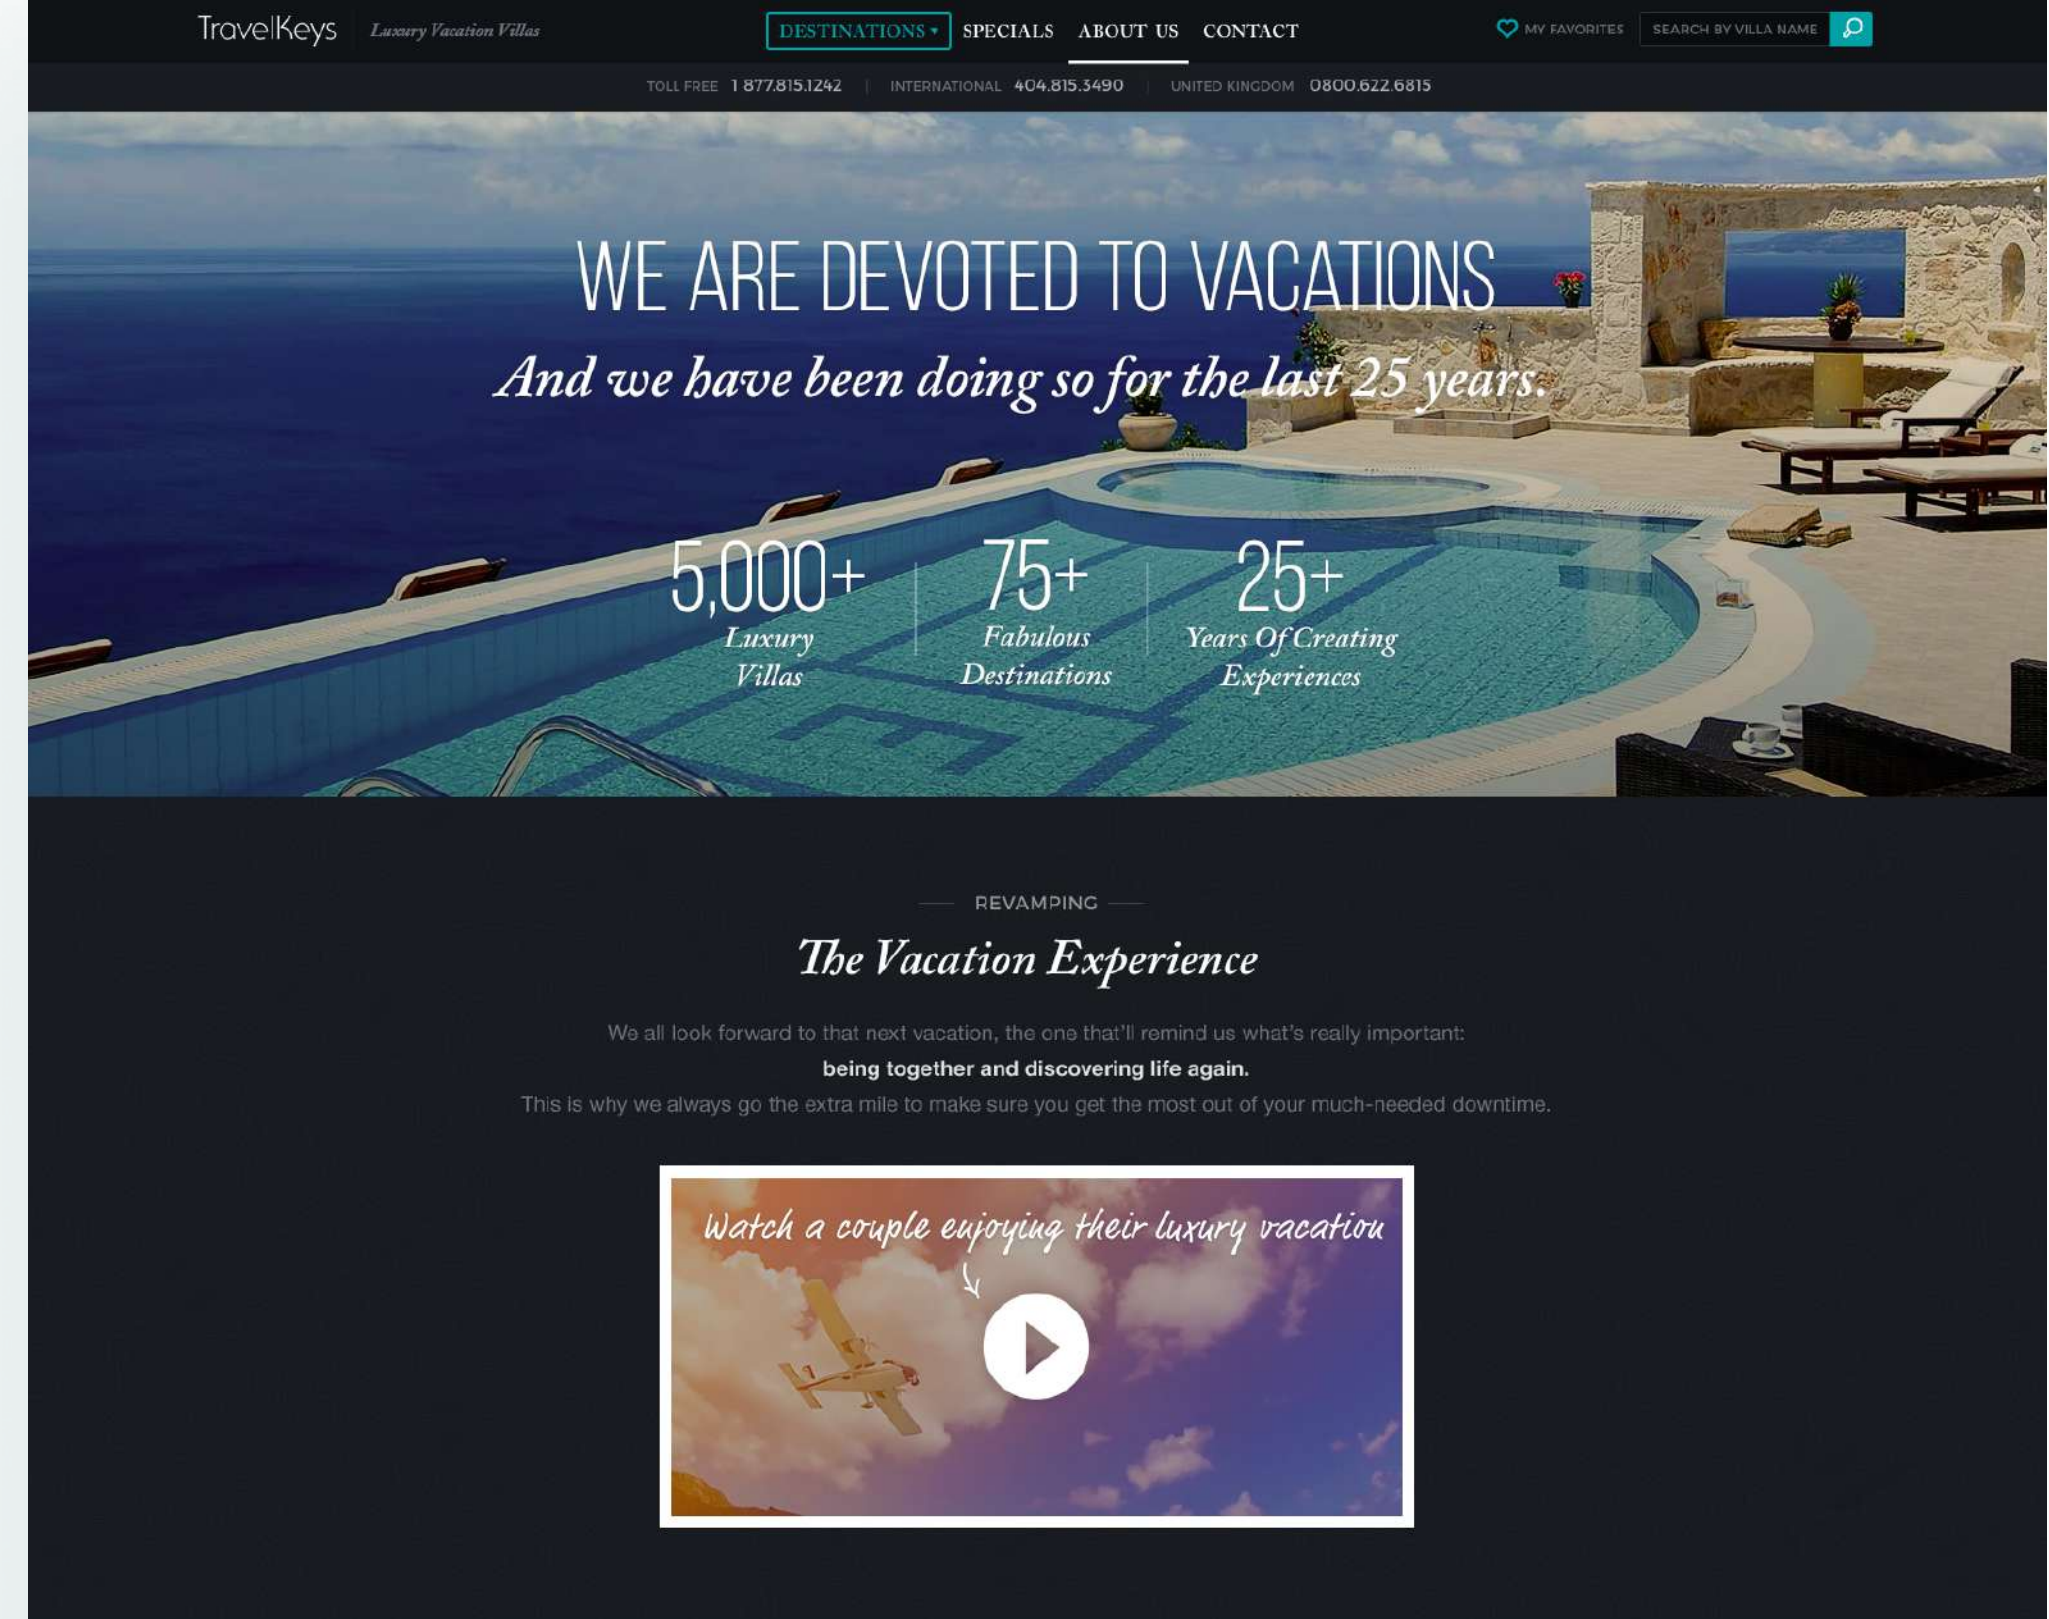 TravelKeys Luxury Vacation Villas DESTINATIONS ▾ SPECIALS ABOUT US CONTACT MY FAVORITES SEARCH BY VILLA NAME
TOLL FREE 1 877.815.1242 | INTERNATIONAL 404.815.3490 | UNITED KINGDOM 0800.622.6815
WE ARE DEVOTED TO VACATIONS
And we have been doing so for the last 25 years.
5,000+ 75+ 25+
Luxury Fabulous Years Of Creating
Villas Destinations Experiences
REVAMPING
The Vacation Experience
We all look forward to that next vacation, the one that'll remind us what's really important:
being together and discovering life again.
This is why we always go the extra mile to make sure you get the most out of your much-needed downtime.
Watch a couple enjoying their luxury vacation